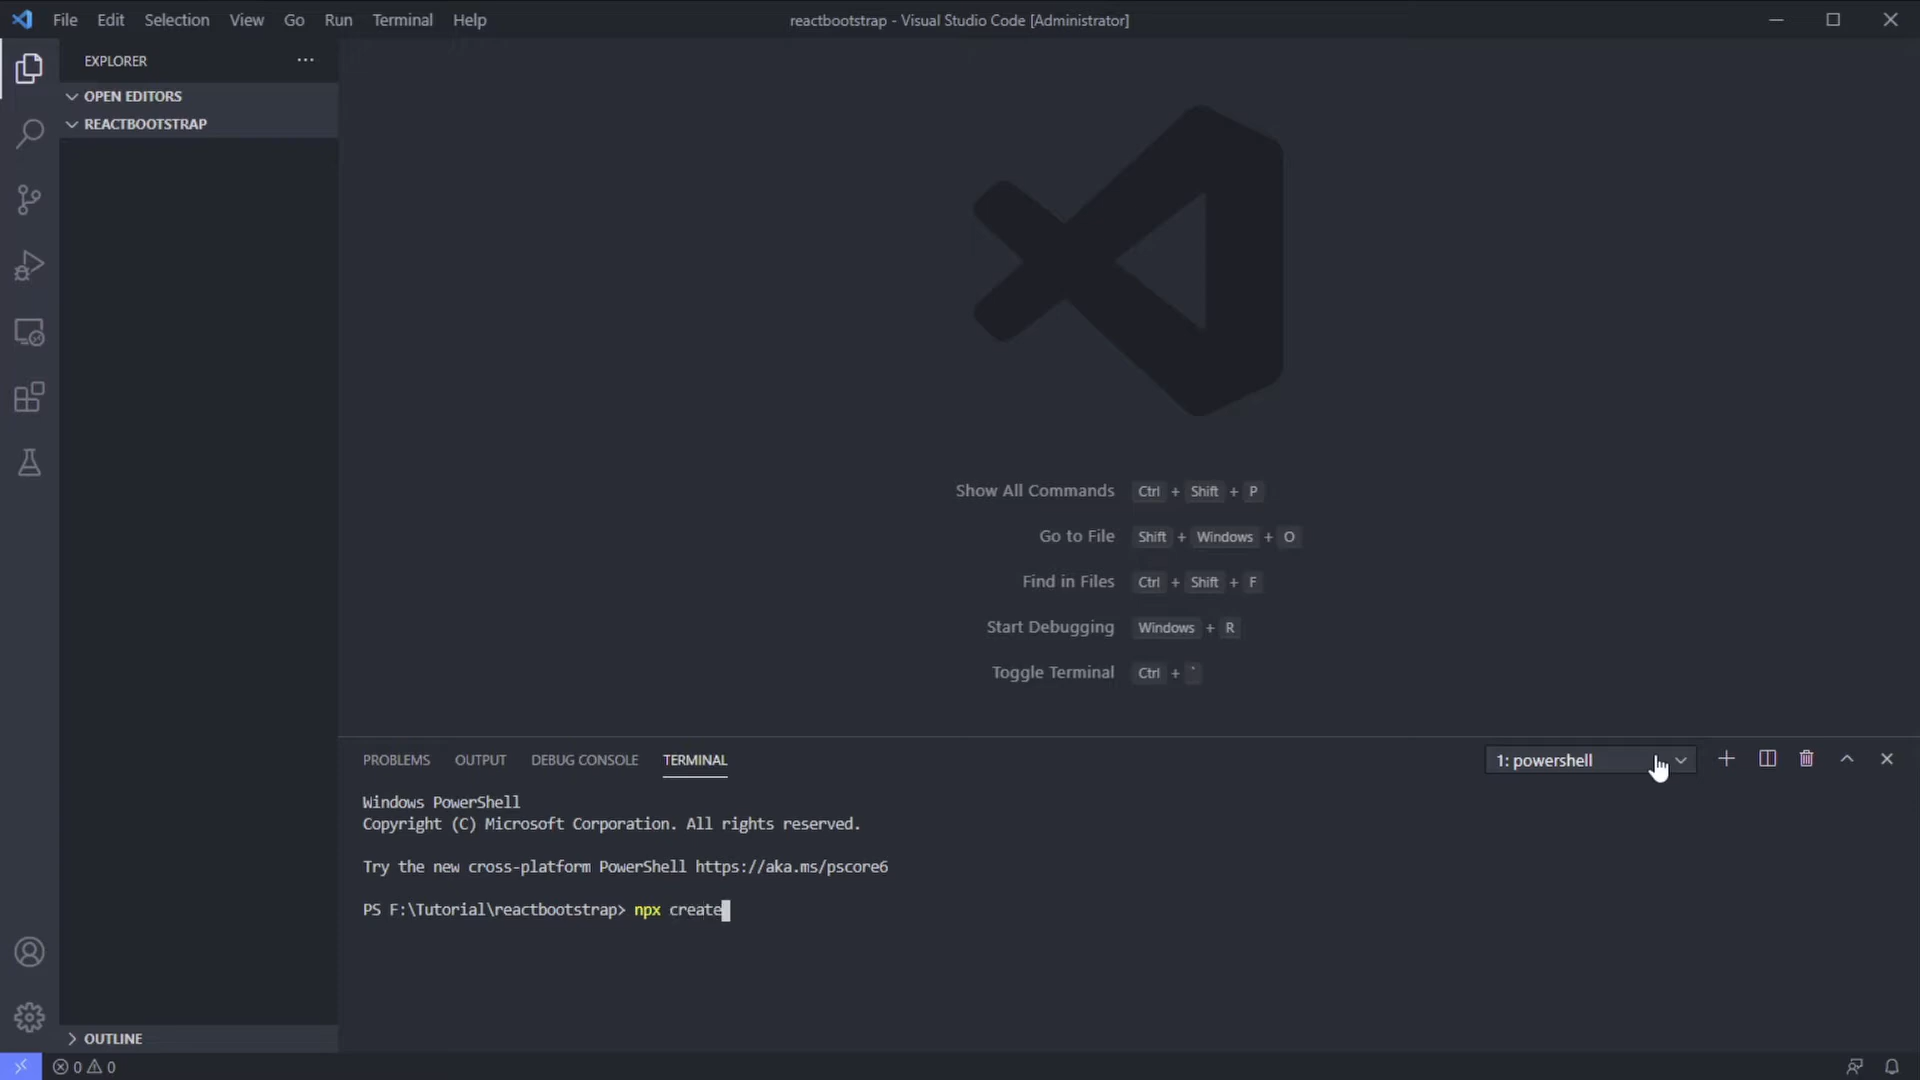 File Edit Selection View Go Run Terminal Help
reactbootstrap - Visual Studio Code [Administrator]
EXPLORER
OPEN EDITORS
REACTBOOTSTRAP
Show All Commands Ctrl + Shift + P
Go to File Shift + Windows + O
Find in Files Ctrl + Shift + F
Start Debugging Windows + R
Toggle Terminal Ctrl + `
PROBLEMS OUTPUT DEBUG CONSOLE TERMINAL
1: powershell
Windows PowerShell
Copyright (C) Microsoft Corporation. All rights reserved.
Try the new cross-platform PowerShell https://aka.ms/pscore6
PS F:\Tutorial\reactbootstrap> npx create
OUTLINE
0 0